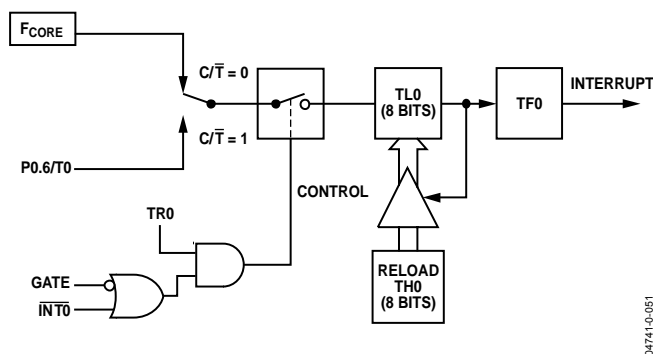 FCORE
C/T̅ = 0
C/T̅ = 1
P0.6/T0
TL0
(8 BITS)
TF0
INTERRUPT
CONTROL
TR0
GATE
I̅N̅T̅0̅
RELOAD
TH0
(8 BITS)
04741-0-051